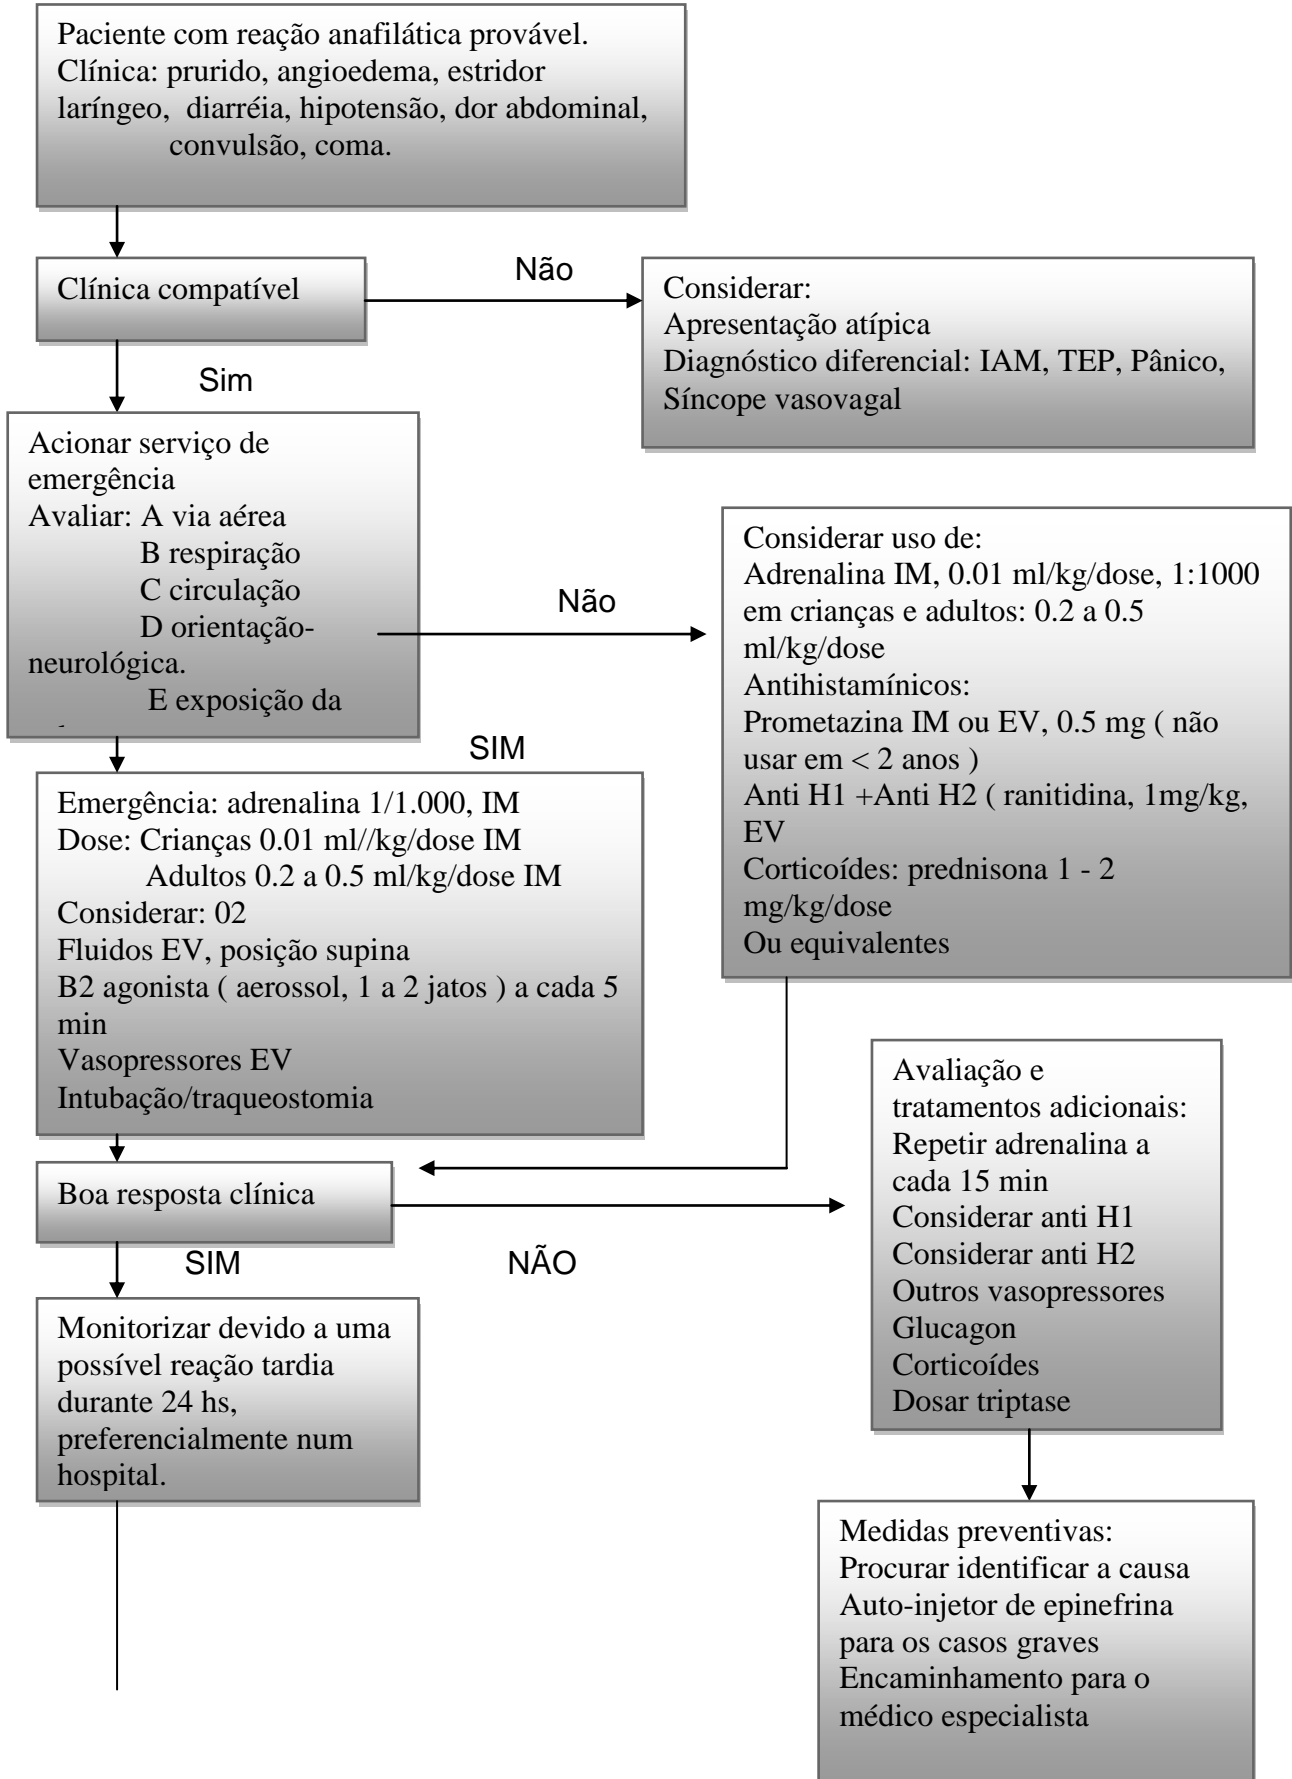 Paciente com reação anafilática provável.
Clínica: prurido, angioedema, estridor
laríngeo,  diarréia, hipotensão, dor abdominal,
convulsão, coma.
Clínica compatível
Não
Considerar:
Apresentação atípica
Diagnóstico diferencial: IAM, TEP, Pânico,
Síncope vasovagal
Sim
Acionar serviço de
emergência
Avaliar: A via aérea
B respiração
C circulação
D orientação-
neurológica.
E exposição da
Não
Considerar uso de:
Adrenalina IM, 0.01 ml/kg/dose, 1:1000
em crianças e adultos: 0.2 a 0.5
ml/kg/dose
Antihistamínicos:
Prometazina IM ou EV, 0.5 mg ( não
usar em < 2 anos )
Anti H1 +Anti H2 ( ranitidina, 1mg/kg,
EV
Corticoídes: prednisona 1 - 2
mg/kg/dose
Ou equivalentes
SIM
Emergência: adrenalina 1/1.000, IM
Dose: Crianças 0.01 ml//kg/dose IM
Adultos 0.2 a 0.5 ml/kg/dose IM
Considerar: 02
Fluidos EV, posição supina
B2 agonista ( aerossol, 1 a 2 jatos ) a cada 5
min
Vasopressores EV
Intubação/traqueostomia
Boa resposta clínica
SIM
NÃO
Avaliação e
tratamentos adicionais:
Repetir adrenalina a
cada 15 min
Considerar anti H1
Considerar anti H2
Outros vasopressores
Glucagon
Corticoídes
Dosar triptase
Monitorizar devido a uma
possível reação tardia
durante 24 hs,
preferencialmente num
hospital.
Medidas preventivas:
Procurar identificar a causa
Auto-injetor de epinefrina
para os casos graves
Encaminhamento para o
médico especialista